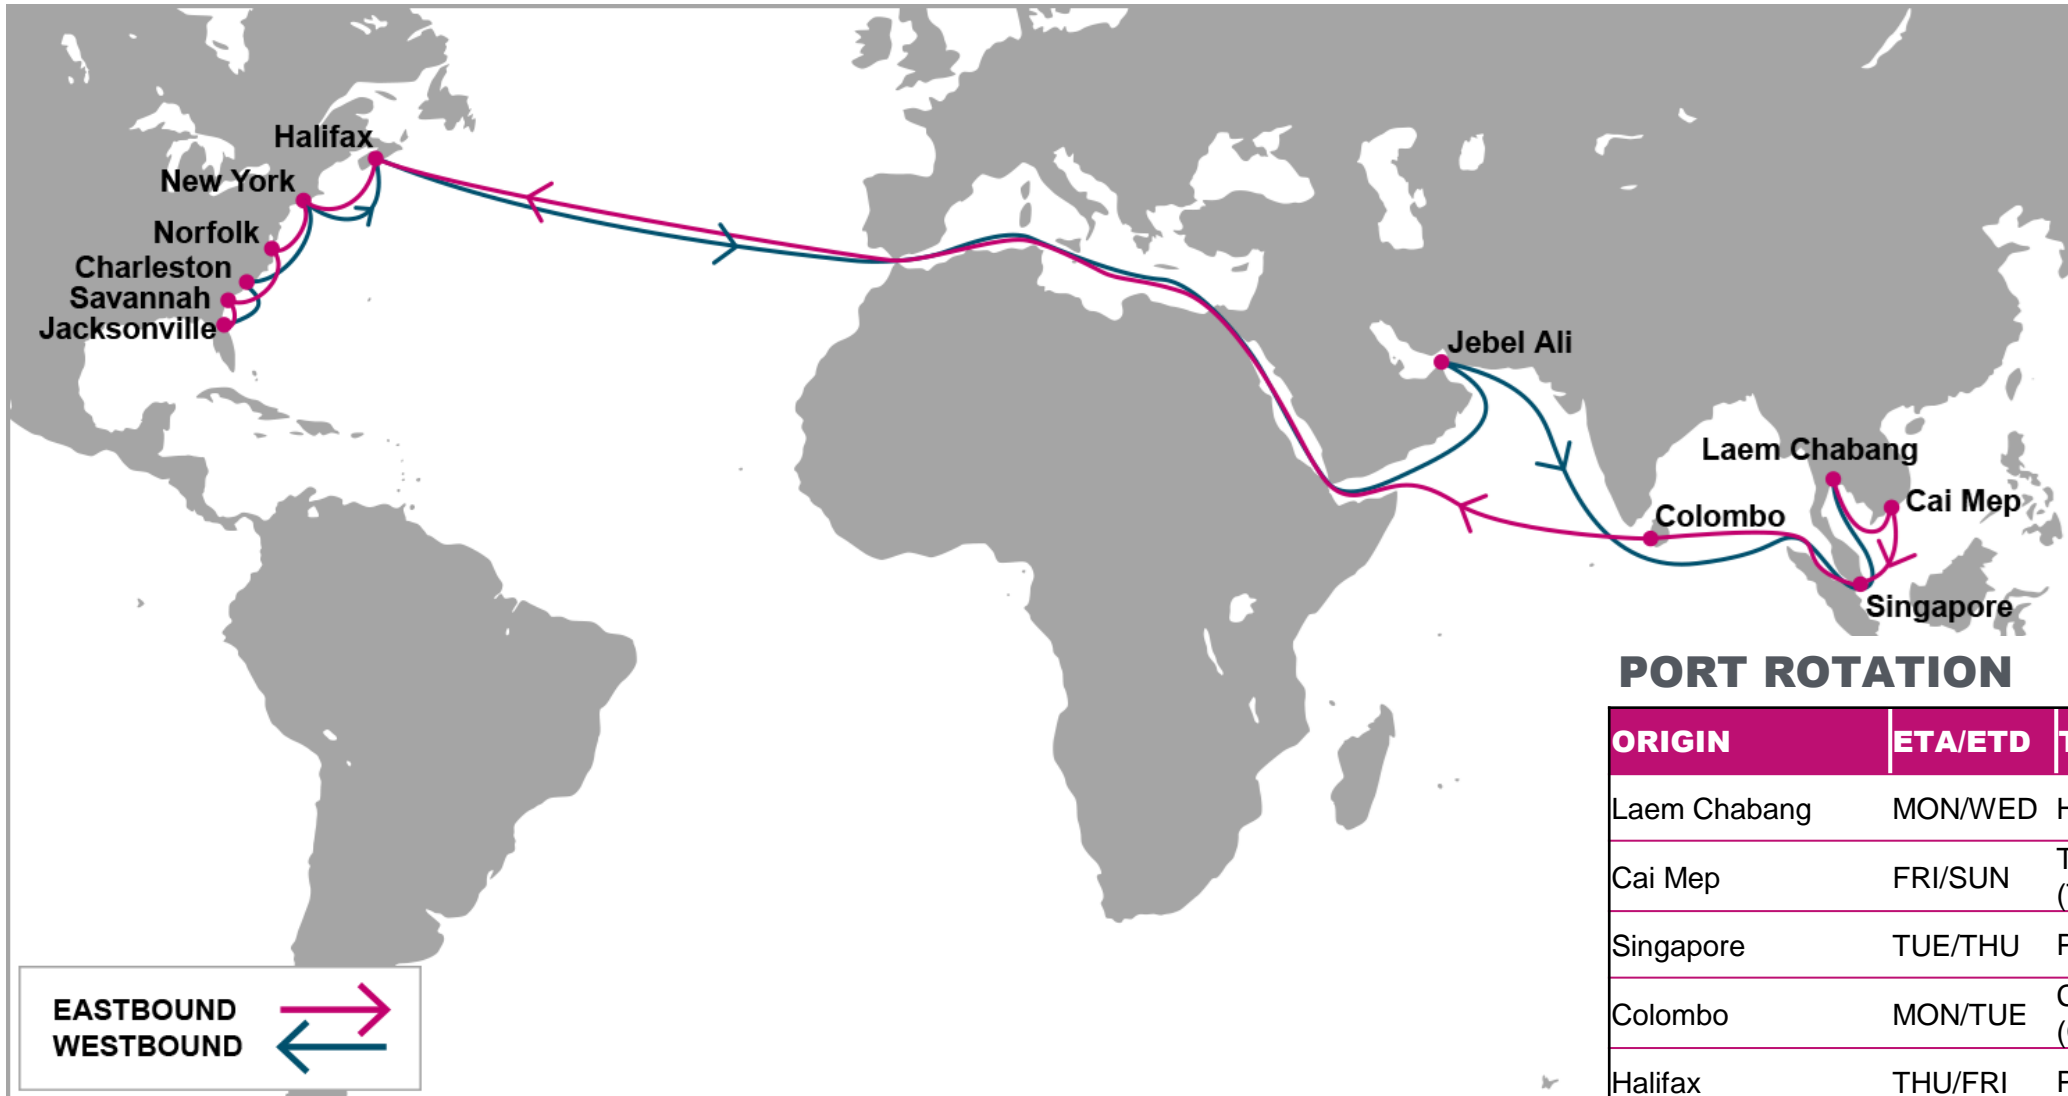 Halifax
New York
Norfolk
Charleston
Savannah
Jacksonville
Jebel Ali
Laem Chabang
Cai Mep
Colombo
Singapore
PORT ROTATION
ORIGIN ETA/ETD
Laem Chabang MON/WED
Cai Mep FRI/SUN
Singapore TUE/THU
Colombo MON/TUE
Halifax THU/FRI
EASTBOUND
WESTBOUND